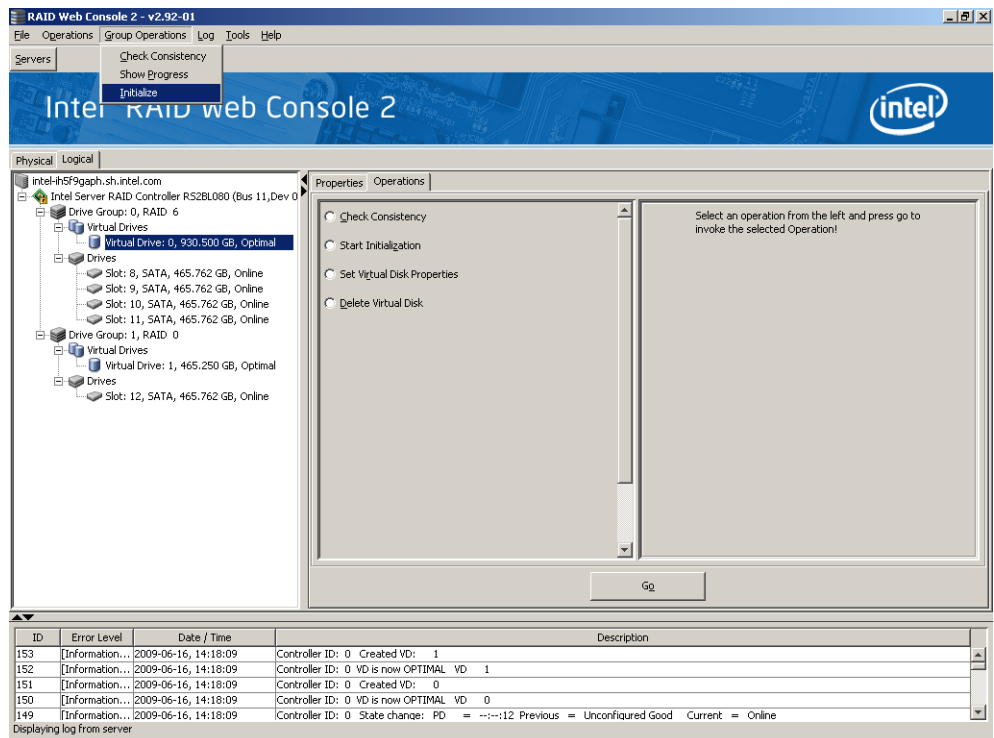 RAID Web Console 2 - v2.92-01
File Operations Group Operations Log Tools Help
Servers
Check Consistency
Show Progress
Initialize
Intel RAID Web Console 2
intel
Physical Logical
intel-ih5f9gaph.sh.intel.com
Intel Server RAID Controller RS2BL080 (Bus 11,Dev 0
Drive Group: 0, RAID 6
Virtual Drives
Virtual Drive: 0, 930.500 GB, Optimal
Drives
Slot: 8, SATA, 465.762 GB, Online
Slot: 9, SATA, 465.762 GB, Online
Slot: 10, SATA, 465.762 GB, Online
Slot: 11, SATA, 465.762 GB, Online
Drive Group: 1, RAID 0
Virtual Drives
Virtual Drive: 1, 465.250 GB, Optimal
Drives
Slot: 12, SATA, 465.762 GB, Online
Properties Operations
Check Consistency
Start Initialization
Set Virtual Disk Properties
Delete Virtual Disk
Select an operation from the left and press go to
invoke the selected Operation!
Go
ID Error Level Date / Time Description
153 [Information... 2009-06-16, 14:18:09 Controller ID: 0 Created VD: 1
152 [Information... 2009-06-16, 14:18:09 Controller ID: 0 VD is now OPTIMAL VD 1
151 [Information... 2009-06-16, 14:18:09 Controller ID: 0 Created VD: 0
150 [Information... 2009-06-16, 14:18:09 Controller ID: 0 VD is now OPTIMAL VD 0
149 [Information... 2009-06-16, 14:18:09 Controller ID: 0 State change: PD = --:--:12 Previous = Unconfigured Good Current = Online
Displaying log from server